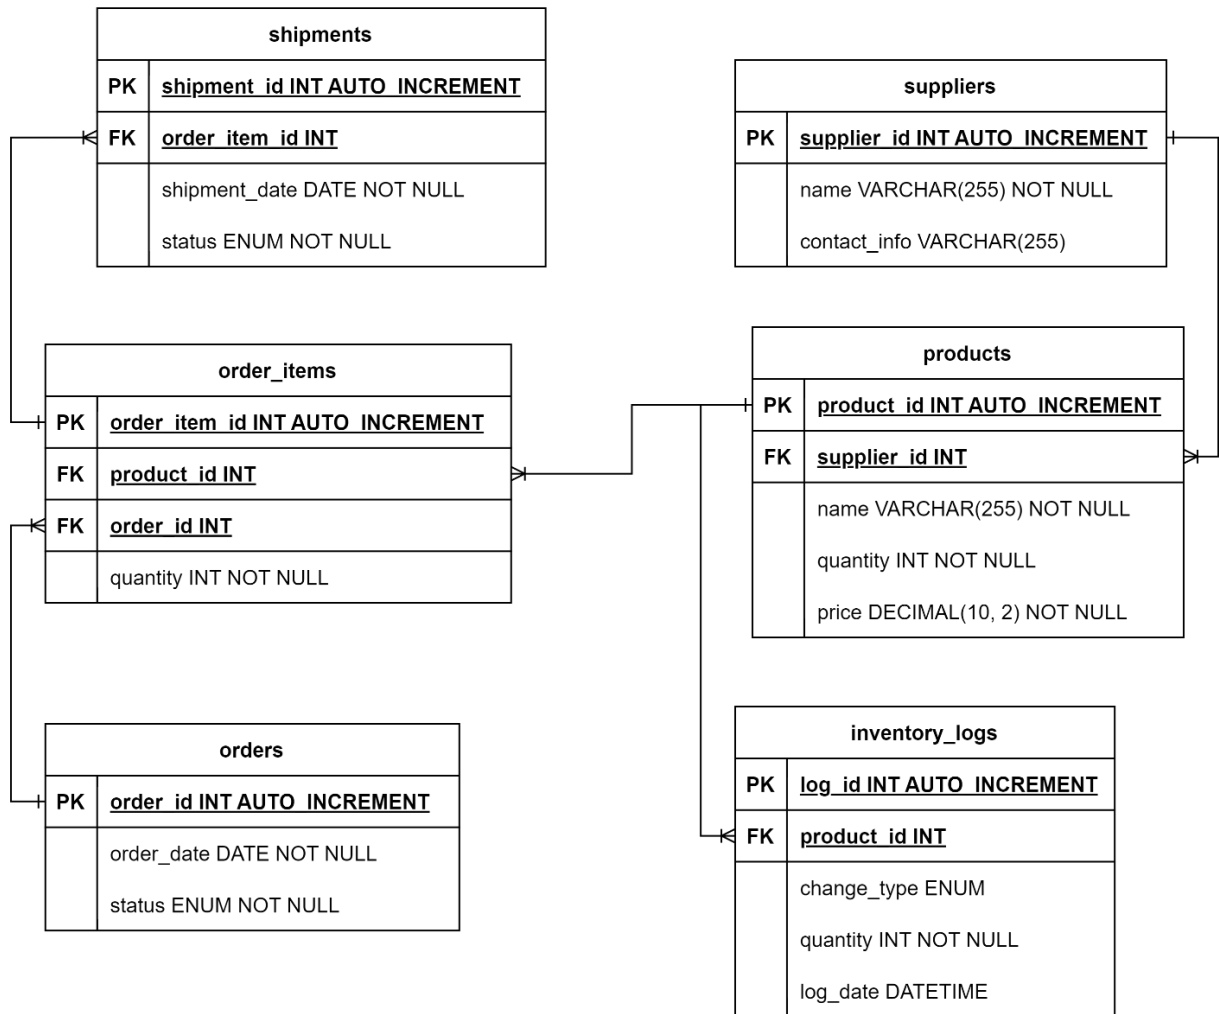 shipments
PK shipment_id INT AUTO_INCREMENT
FK order_item_id INT
shipment_date DATE NOT NULL
status ENUM NOT NULL
suppliers
PK supplier_id INT AUTO_INCREMENT
name VARCHAR(255) NOT NULL
contact_info VARCHAR(255)
order_items
PK order_item_id INT AUTO_INCREMENT
FK product_id INT
FK order_id INT
quantity INT NOT NULL
products
PK product_id INT AUTO_INCREMENT
FK supplier_id INT
name VARCHAR(255) NOT NULL
quantity INT NOT NULL
price DECIMAL(10, 2) NOT NULL
orders
PK order_id INT AUTO_INCREMENT
order_date DATE NOT NULL
status ENUM NOT NULL
inventory_logs
PK log_id INT AUTO_INCREMENT
FK product_id INT
change_type ENUM
quantity INT NOT NULL
log_date DATETIME